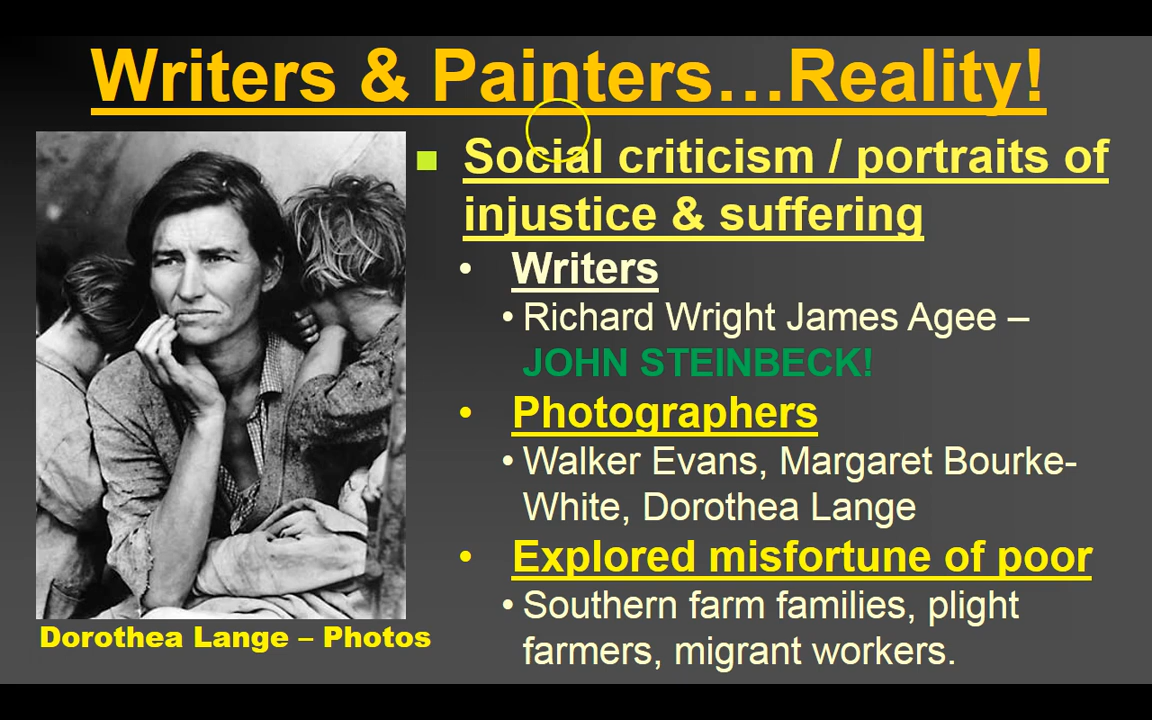 Writers & Painters…Reality!
■ Social criticism / portraits of
injustice & suffering
• Writers
• Richard Wright James Agee –
JOHN STEINBECK!
• Photographers
• Walker Evans, Margaret Bourke-
White, Dorothea Lange
• Explored misfortune of poor
• Southern farm families, plight
farmers, migrant workers.
Dorothea Lange – Photos